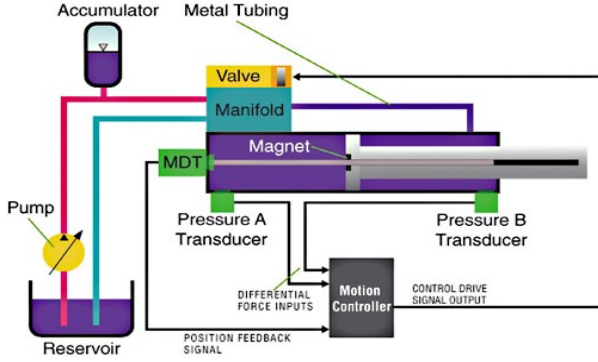 Accumulator
Metal Tubing
Valve
Manifold
Magnet
MDT
Pump
Pressure A
Transducer
Pressure B
Transducer
DIFFERENTIAL
FORCE INPUTS
Motion
Controller
CONTROL DRIVE
SIGNAL OUTPUT
POSITION FEEDBACK
SIGNAL
Reservoir